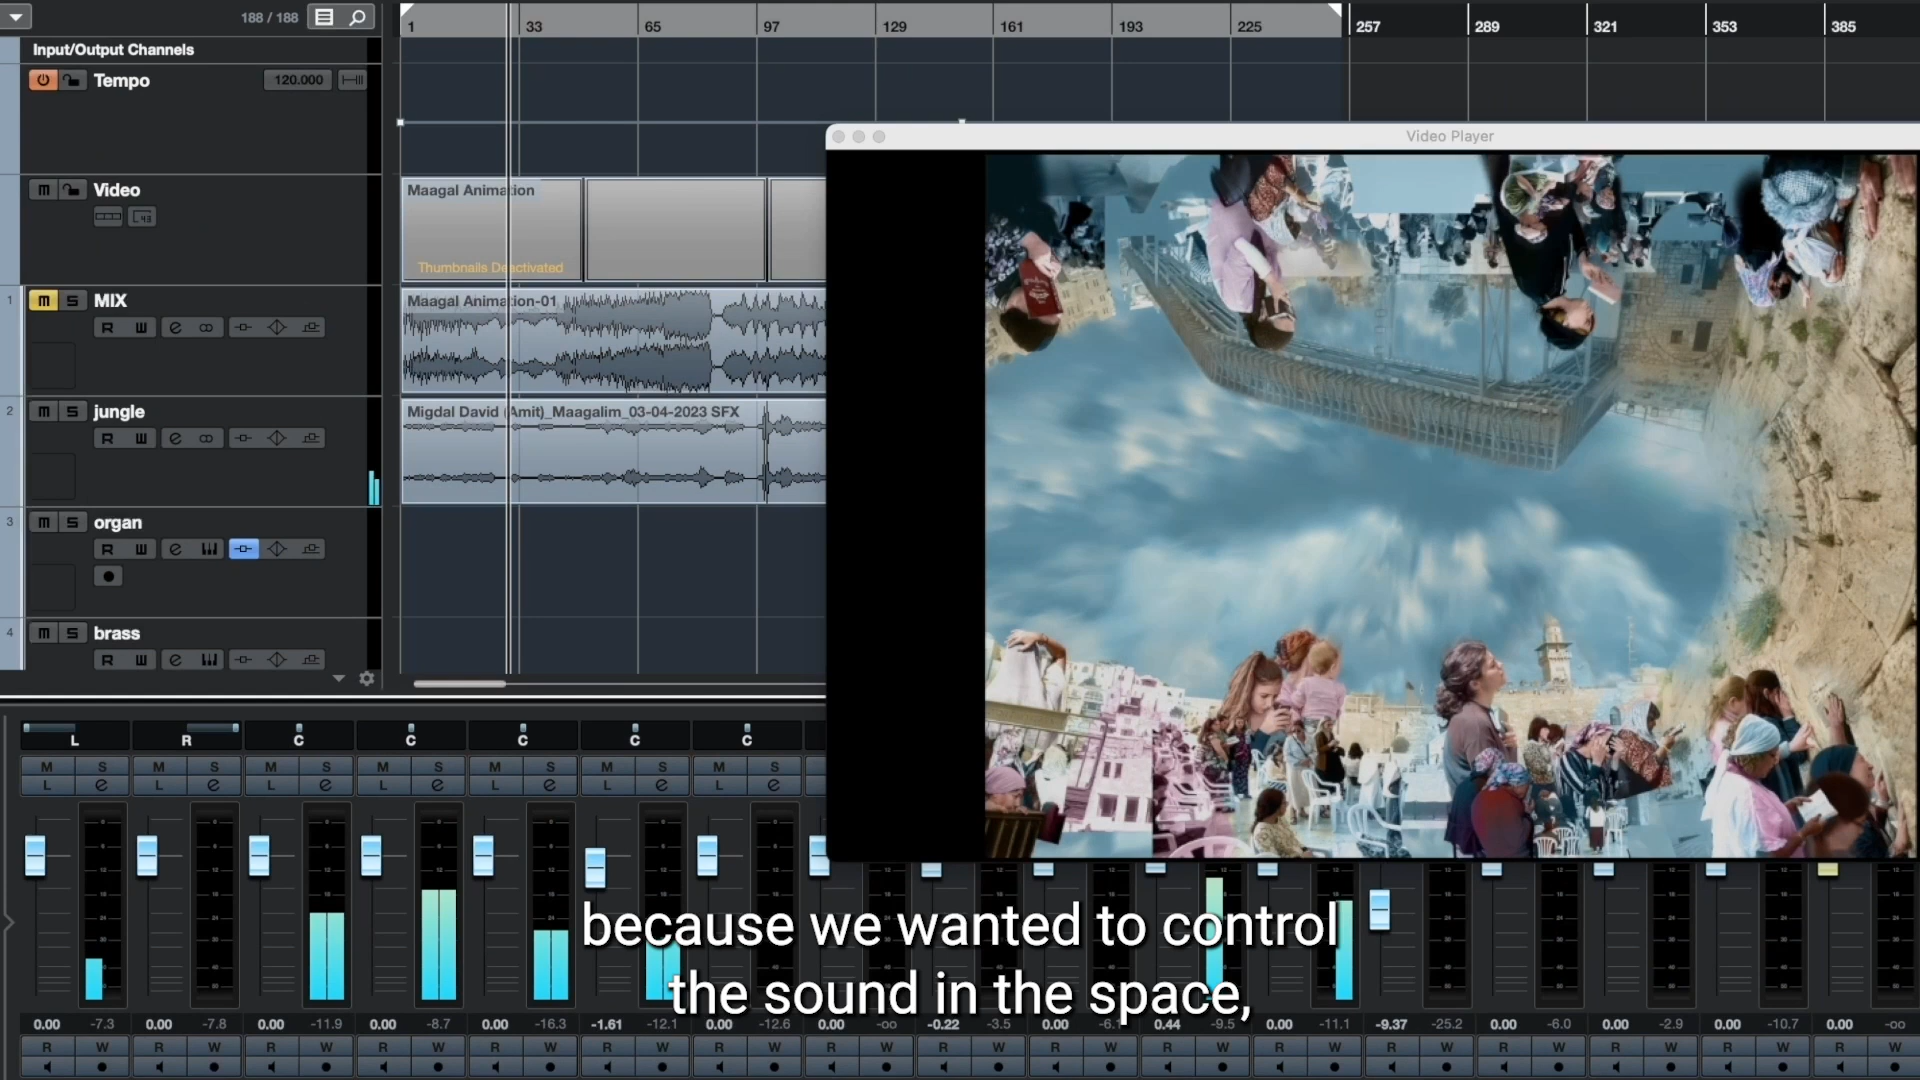 188 / 188
1 33 65 97 129 161 193 225 257 289 321 353 385
Input/Output Channels
Tempo 120.000
Video Player
m Video
Maagal Animation
Thumbnails Deactivated
1 m S MIX
R W e
Maagal Animation-01
2 m S jungle
R W e
Migdal David (Amit)_Maagalim_03-04-2023 SFX
3 m S organ
R W e
4 m S brass
R W e
L R C C C C C
M S M S M S M S M S M S M S
L e L e L e L e L e L e L e
because we wanted to control
the sound in the space,
0.00 -7.3 0.00 -7.8 0.00 -11.9 0.00 -8.7 0.00 -16.3 -1.61 -12.1 0.00 -12.6 0.00 -oo -0.22 -3.5 0.00 -6.1 0.44 -9.5 0.00 -11.1 -9.37 -25.2 0.00 -6.0 0.00 -2.9 0.00 -10.7 0.00 -oo
R W R W R W R W R W R W R W R W R W R W R W R W R W R W R W R W R W